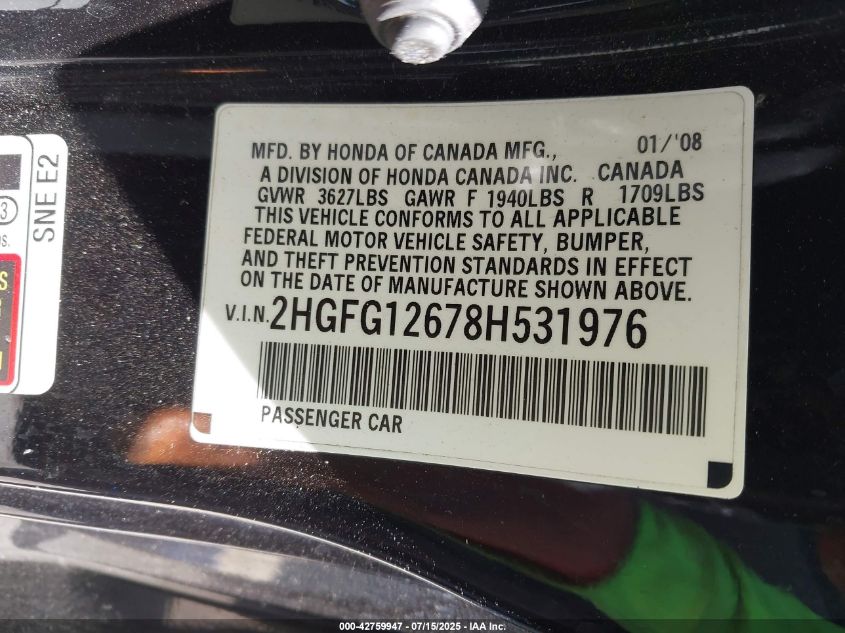 MFD. BY HONDA OF CANADA MFG., 01/'08
A DIVISION OF HONDA CANADA INC. CANADA
GVWR 3627LBS GAWR F 1940LBS R 1709LBS
THIS VEHICLE CONFORMS TO ALL APPLICABLE
FEDERAL MOTOR VEHICLE SAFETY, BUMPER,
AND THEFT PREVENTION STANDARDS IN EFFECT
ON THE DATE OF MANUFACTURE SHOWN ABOVE.
V.I.N. 2HGFG12678H531976
PASSENGER CAR
SNE E2
3
000-42759947 - 07/15/2025 - IAA Inc.